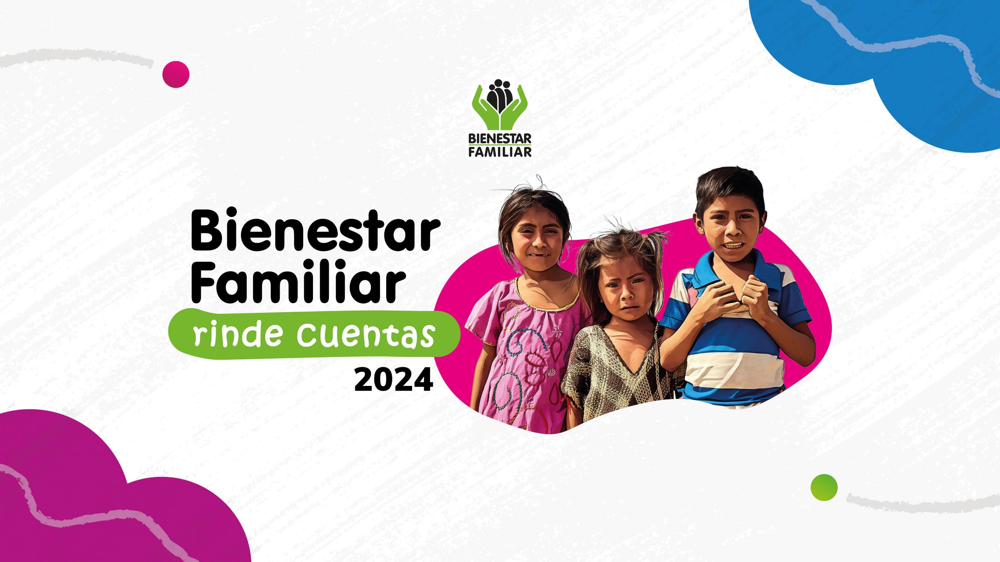 BIENESTAR
FAMILIAR
Bienestar
Familiar
rinde cuentas
2024